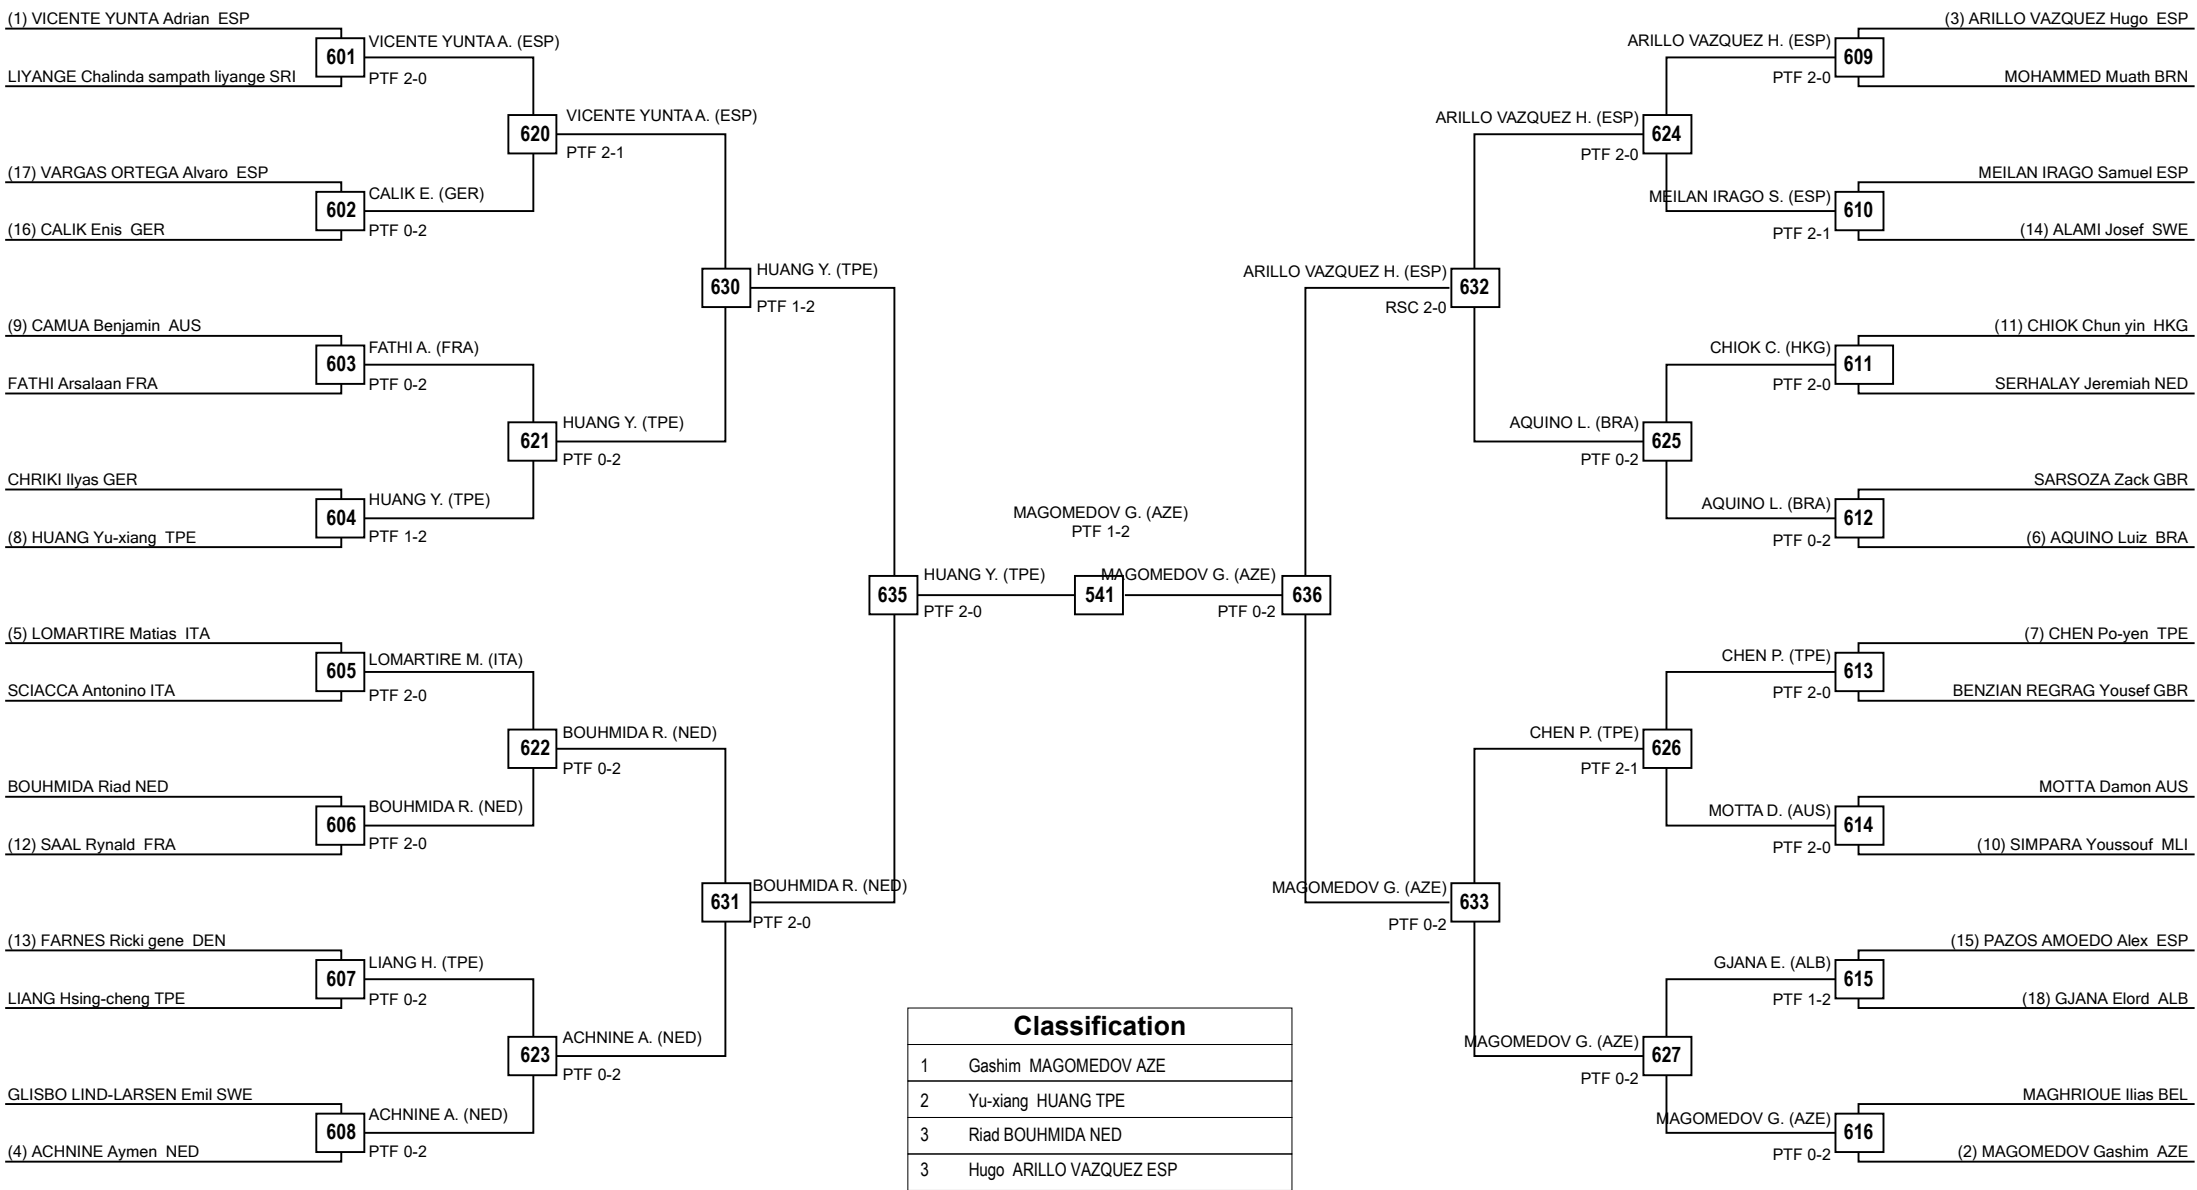 (1) VICENTE YUNTA Adrian ESP
601
VICENTE YUNTA A. (ESP)
PTF 2-0
LIYANGE Chalinda sampath liyange SRI
620
VICENTE YUNTA A. (ESP)
PTF 2-1
(17) VARGAS ORTEGA Alvaro ESP
602
CALIK E. (GER)
PTF 0-2
(16) CALIK Enis GER
630
HUANG Y. (TPE)
PTF 1-2
(9) CAMUA Benjamin AUS
603
FATHI A. (FRA)
PTF 0-2
FATHI Arsalaan FRA
621
HUANG Y. (TPE)
PTF 0-2
CHRIKI Ilyas GER
604
HUANG Y. (TPE)
PTF 1-2
(8) HUANG Yu-xiang TPE
635
HUANG Y. (TPE)
PTF 2-0
(5) LOMARTIRE Matias ITA
605
LOMARTIRE M. (ITA)
PTF 2-0
SCIACCA Antonino ITA
622
BOUHMIDA R. (NED)
PTF 0-2
BOUHMIDA Riad NED
606
BOUHMIDA R. (NED)
PTF 2-0
(12) SAAL Rynald FRA
631
BOUHMIDA R. (NED)
PTF 2-0
(13) FARNES Ricki gene DEN
607
LIANG H. (TPE)
PTF 0-2
LIANG Hsing-cheng TPE
623
ACHNINE A. (NED)
PTF 0-2
GLISBO LIND-LARSEN Emil SWE
608
ACHNINE A. (NED)
PTF 0-2
(4) ACHNINE Aymen NED
MAGOMEDOV G. (AZE)
PTF 1-2
541
MAGOMEDOV G. (AZE)
PTF 0-2
636
(3) ARILLO VAZQUEZ Hugo ESP
ARILLO VAZQUEZ H. (ESP)
609
PTF 2-0
MOHAMMED Muath BRN
ARILLO VAZQUEZ H. (ESP)
624
PTF 2-0
MEILAN IRAGO Samuel ESP
MEILAN IRAGO S. (ESP)
610
PTF 2-1
(14) ALAMI Josef SWE
ARILLO VAZQUEZ H. (ESP)
632
RSC 2-0
(11) CHIOK Chun yin HKG
CHIOK C. (HKG)
611
PTF 2-0
SERHALAY Jeremiah NED
AQUINO L. (BRA)
625
PTF 0-2
SARSOZA Zack GBR
AQUINO L. (BRA)
612
PTF 0-2
(6) AQUINO Luiz BRA
(7) CHEN Po-yen TPE
CHEN P. (TPE)
613
PTF 2-0
BENZIAN REGRAG Yousef GBR
CHEN P. (TPE)
626
PTF 2-1
MOTTA Damon AUS
MOTTA D. (AUS)
614
PTF 2-0
(10) SIMPARA Youssouf MLI
MAGOMEDOV G. (AZE)
633
PTF 0-2
(15) PAZOS AMOEDO Alex ESP
GJANA E. (ALB)
615
PTF 1-2
(18) GJANA Elord ALB
MAGOMEDOV G. (AZE)
627
PTF 0-2
MAGHRIOUE Ilias BEL
MAGOMEDOV G. (AZE)
616
PTF 0-2
(2) MAGOMEDOV Gashim AZE
Classification
1 Gashim MAGOMEDOV AZE
2 Yu-xiang HUANG TPE
3 Riad BOUHMIDA NED
3 Hugo ARILLO VAZQUEZ ESP